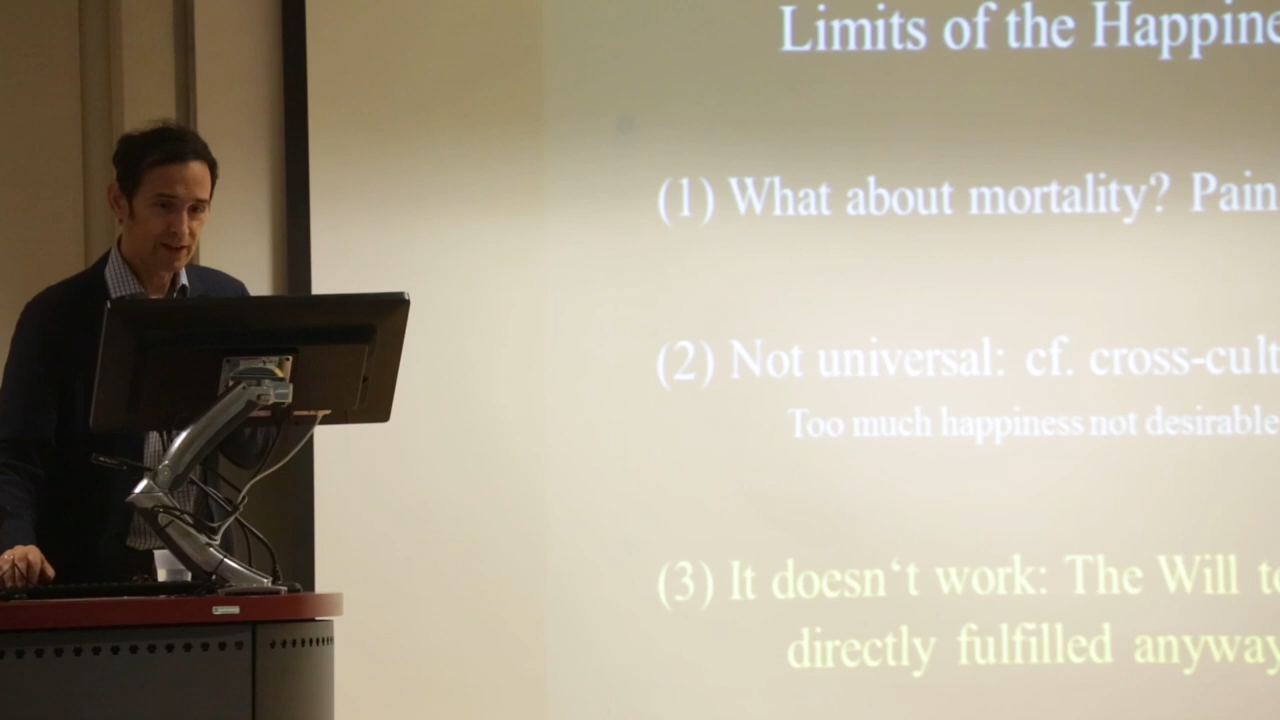 Limits of the Happine
(1) What about mortality? Pain
(2) Not universal: cf. cross-cult
Too much happiness not desirable
(3) It doesn‘t work: The Will to
directly fulfilled anyway